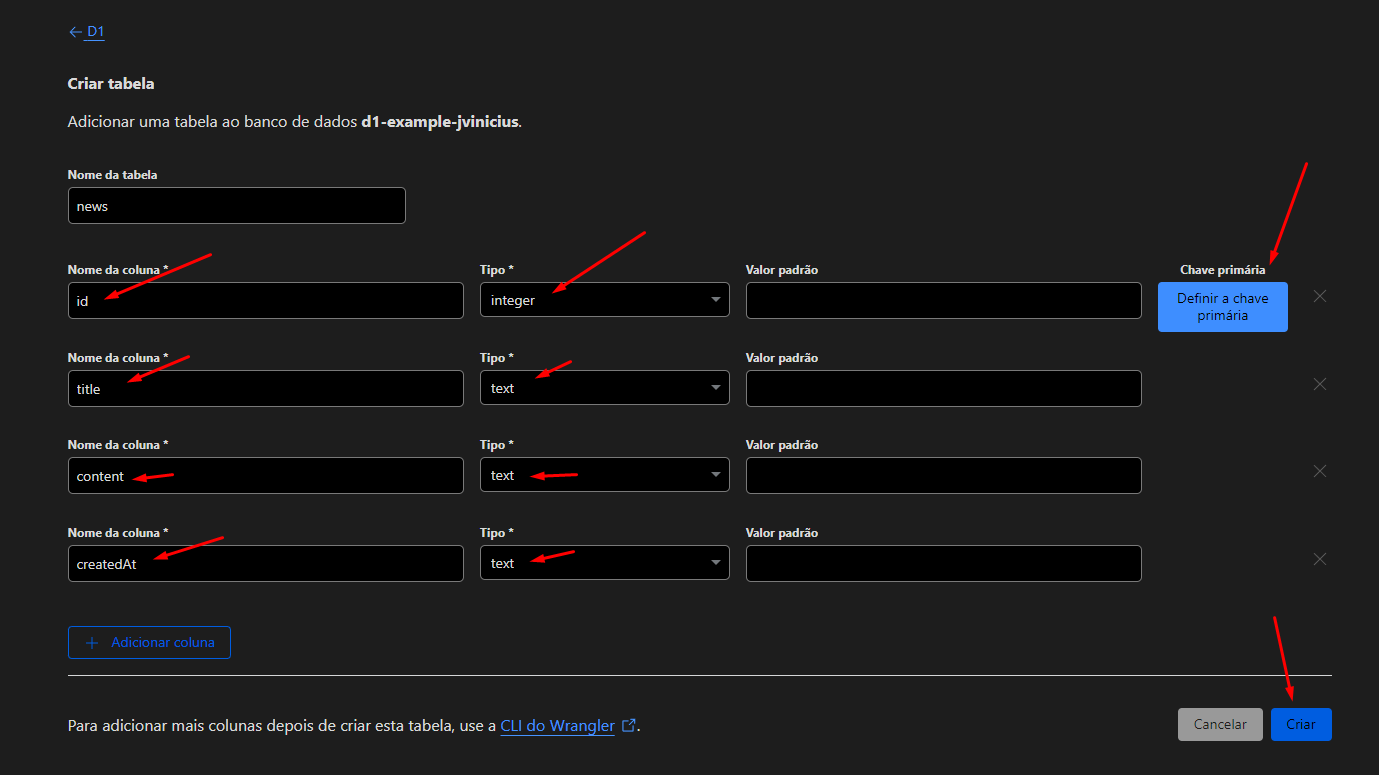 D1
Criar tabela
Adicionar uma tabela ao banco de dados d1-example-jvinicius.
Nome da tabela
news
Nome da coluna * Tipo * Valor padrão Chave primária
id integer Definir a chave
primária
Nome da coluna * Tipo * Valor padrão
title text
Nome da coluna * Tipo * Valor padrão
content text
Nome da coluna * Tipo * Valor padrão
createdAt text
Adicionar coluna
Para adicionar mais colunas depois de criar esta tabela, use a CLI do Wrangler. Cancelar Criar